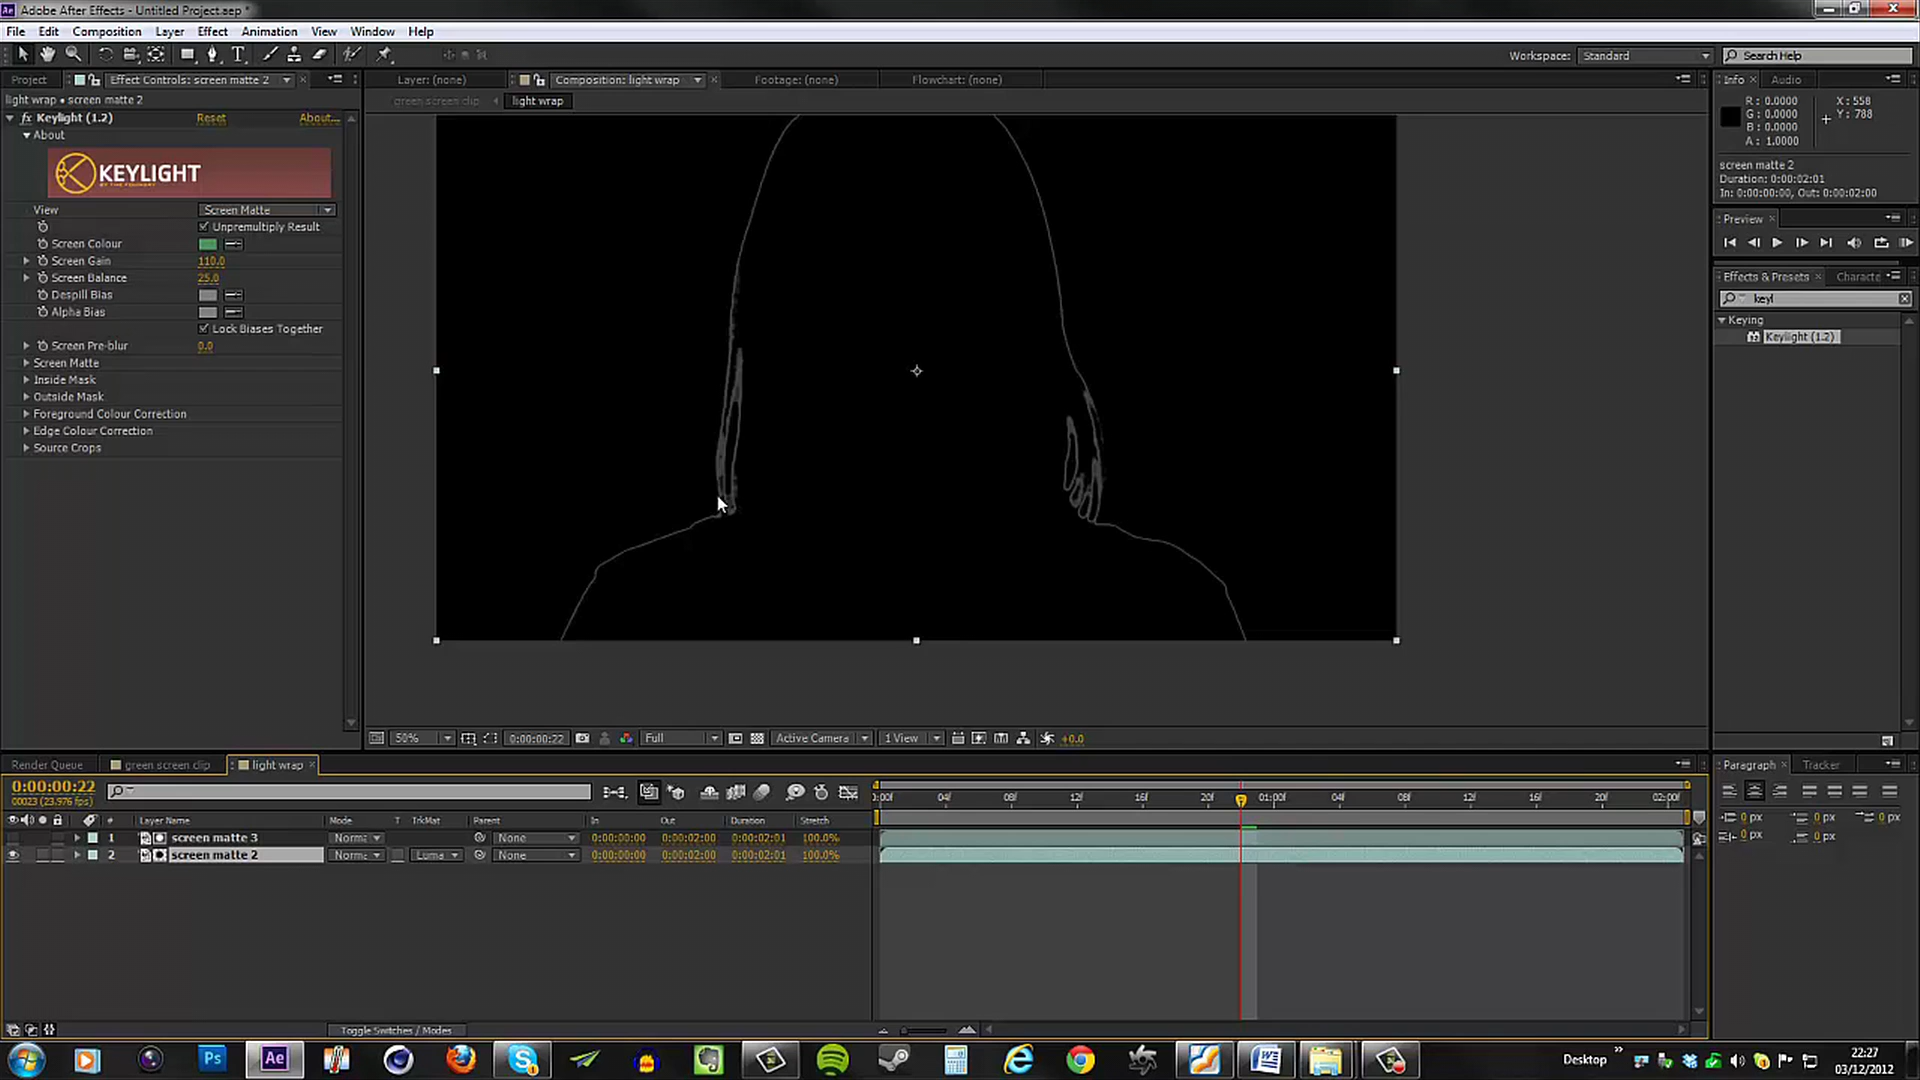 Adobe After Effects - Untitled Project.aep *
File Edit Composition Layer Effect Animation View Window Help
Workspace: Standard Search Help
Project Effect Controls: screen matte 2
Layer: (none) Composition: light wrap Footage: (none) Flowchart: (none)
Info Audio
light wrap • screen matte 2
green screen clip light wrap
fx Keylight (1.2) Reset About...
About
KEYLIGHT
BY THE FOUNDRY
View Screen Matte
Unpremultiply Result
Screen Colour
Screen Gain 110.0
Screen Balance 25.0
Despill Bias
Alpha Bias
Lock Biases Together
Screen Pre-blur 0.0
Screen Matte
Inside Mask
Outside Mask
Foreground Colour Correction
Edge Colour Correction
Source Crops
R: 0.0000
G: 0.0000
B: 0.0000
A: 1.0000
X: 558
Y: 788
screen matte 2
Duration: 0:00:02:01
In: 0:00:00:00, Out: 0:00:02:00
Preview
Effects & Presets Characte
keyl
Keying
Keylight (1.2)
50% 0:00:00:22 Full Active Camera 1 View +0.0
Render Queue green screen clip light wrap
0:00:00:22
00023 (23.976 fps)
# Layer Name Mode T TrkMat Parent In Out Duration Stretch
1 screen matte 3 Norma None 0:00:00:00 0:00:02:00 0:00:02:01 100.0%
2 screen matte 2 Norma Luma None 0:00:00:00 0:00:02:00 0:00:02:01 100.0%
:00f 04f 08f 12f 16f 20f 01:00f 04f 08f 12f 16f 20f 02:00f
Toggle Switches / Modes
Paragraph Tracker
0 px 0 px 0 px
0 px 0 px
Ps Ae W
Desktop
22:27
03/12/2012